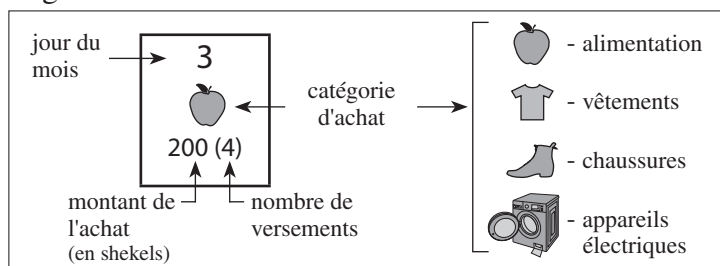 jour du
mois
3
200 (4)
montant de
l'achat
(en shekels)
nombre de
versements
catégorie
d'achat
- alimentation
- vêtements
- chaussures
- appareils
électriques